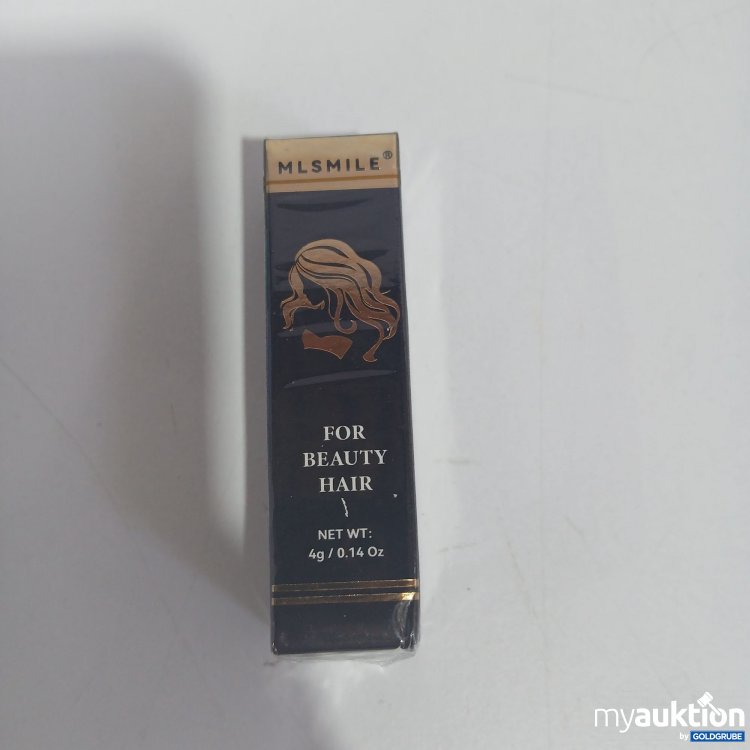 MLSMILE®
FOR
BEAUTY
HAIR
NET WT:
4g / 0.14 Oz
myauktion
by GOLDGRUBE